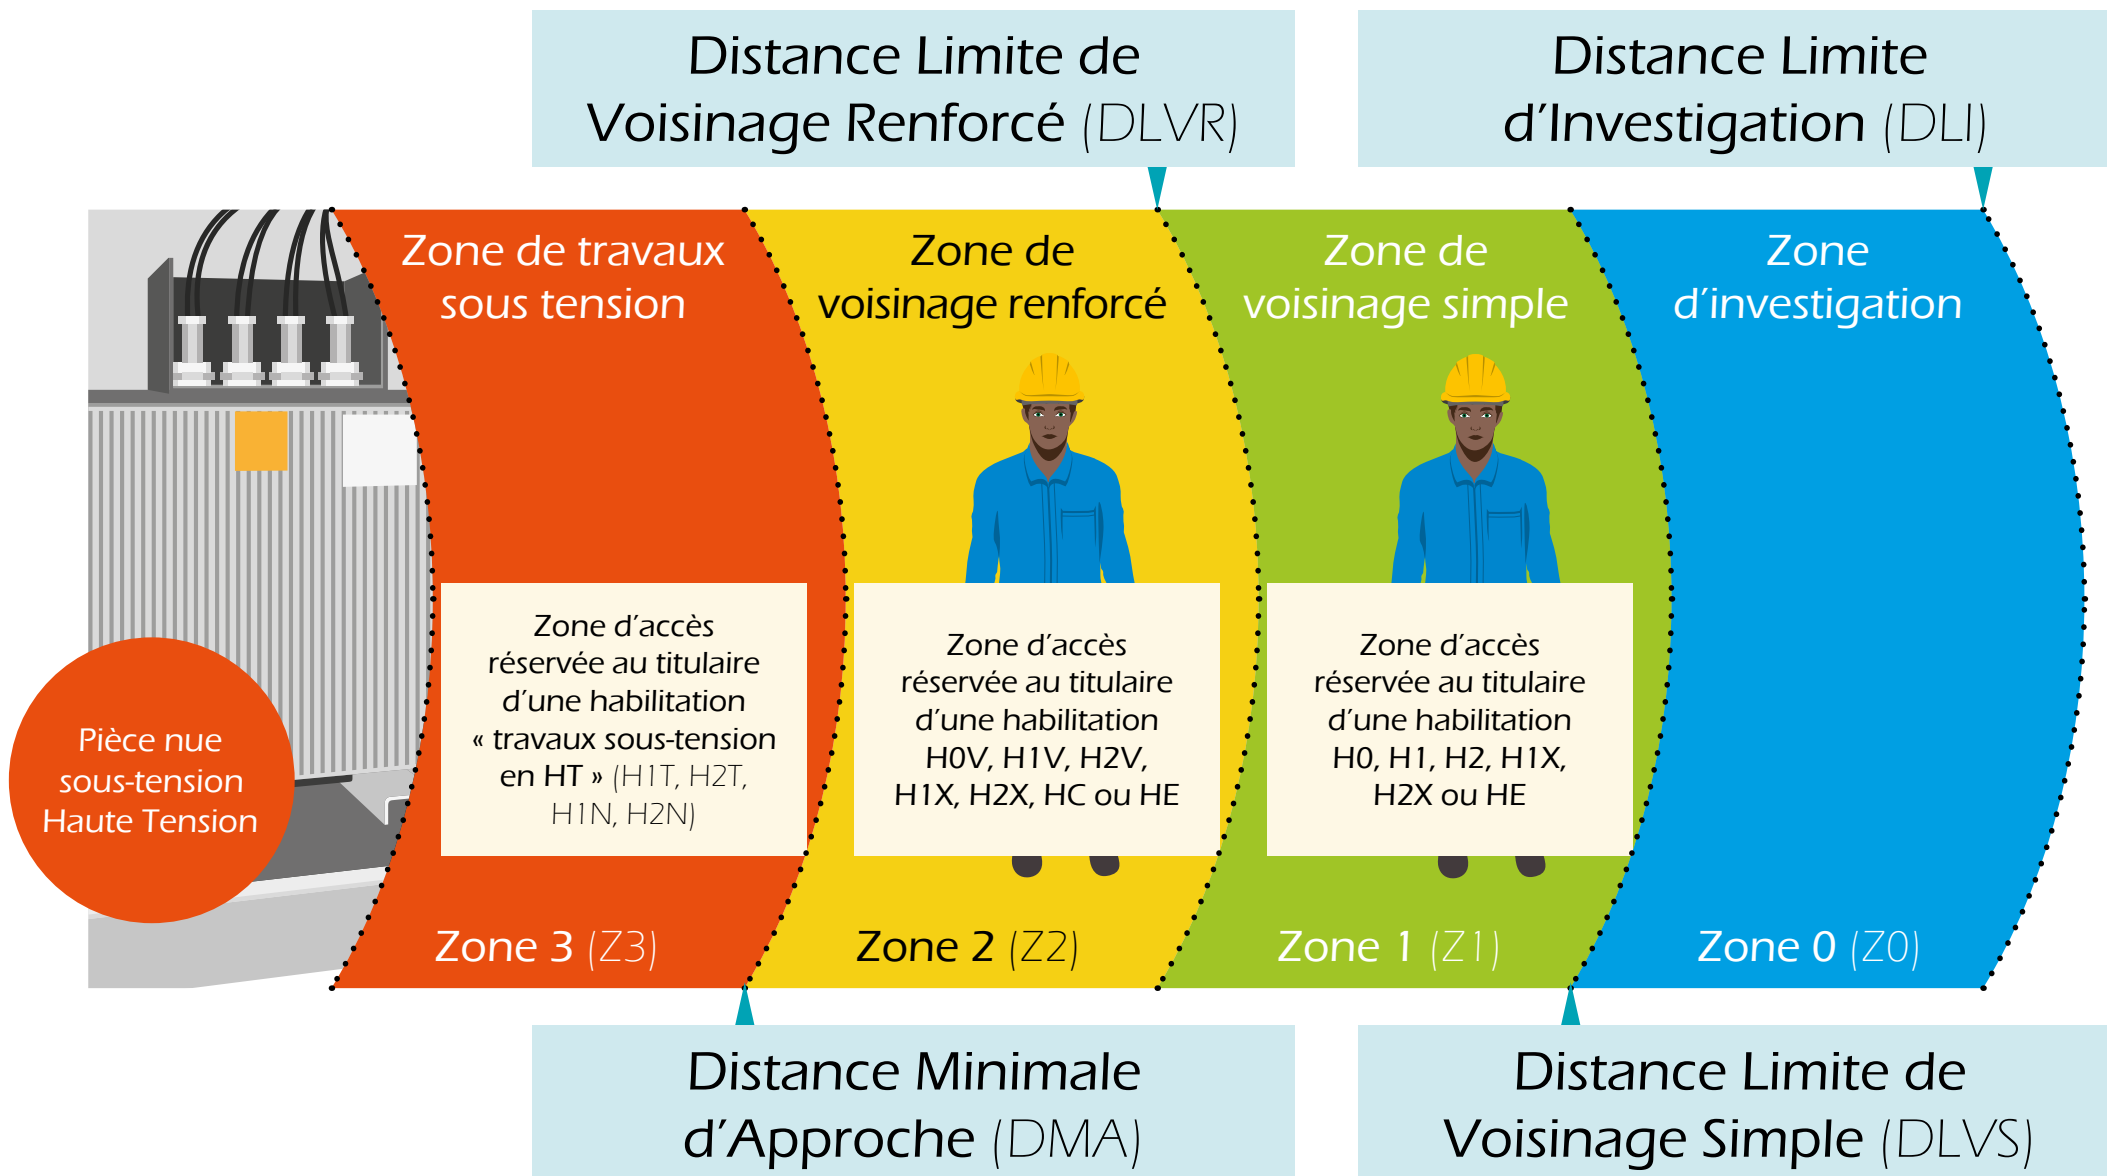 Distance Limite de
Voisinage Renforcé (DLVR)
Distance Limite
d'Investigation (DLI)
Zone de travaux
sous tension
Zone de
voisinage renforcé
Zone de
voisinage simple
Zone
d'investigation
Pièce nue
sous-tension
Haute Tension
Zone d'accès
réservée au titulaire
d'une habilitation
« travaux sous-tension
en HT » (H1T, H2T,
H1N, H2N)
Zone d'accès
réservée au titulaire
d'une habilitation
H0V, H1V, H2V,
H1X, H2X, HC ou HE
Zone d'accès
réservée au titulaire
d'une habilitation
H0, H1, H2, H1X,
H2X ou HE
Zone 3 (Z3)
Zone 2 (Z2)
Zone 1 (Z1)
Zone 0 (Z0)
Distance Minimale
d'Approche (DMA)
Distance Limite de
Voisinage Simple (DLVS)